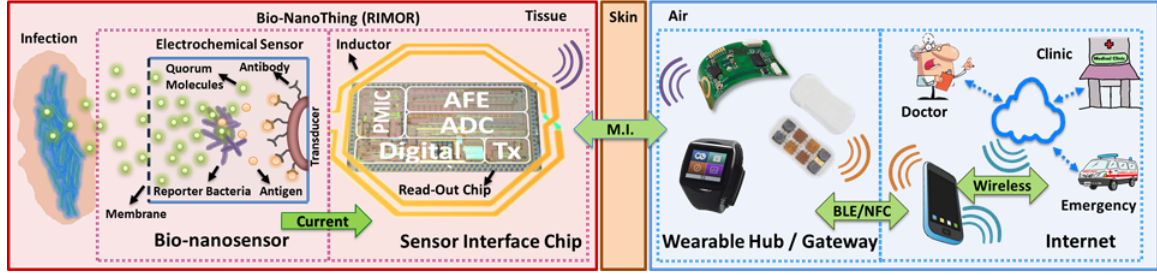 Bio-NanoThing (RIMOR)
Tissue
Skin
Air
Infection
Electrochemical Sensor
Quorum
Molecules
Antibody
Transducer
Reporter Bacteria
Antigen
Membrane
Current
Bio-nanosensor
Inductor
PMIC
AFE
ADC
Digital
Tx
Read-Out Chip
Sensor Interface Chip
M.I.
Wearable Hub / Gateway
BLE/NFC
Doctor
Clinic
Medical Clinic
Wireless
Emergency
Internet